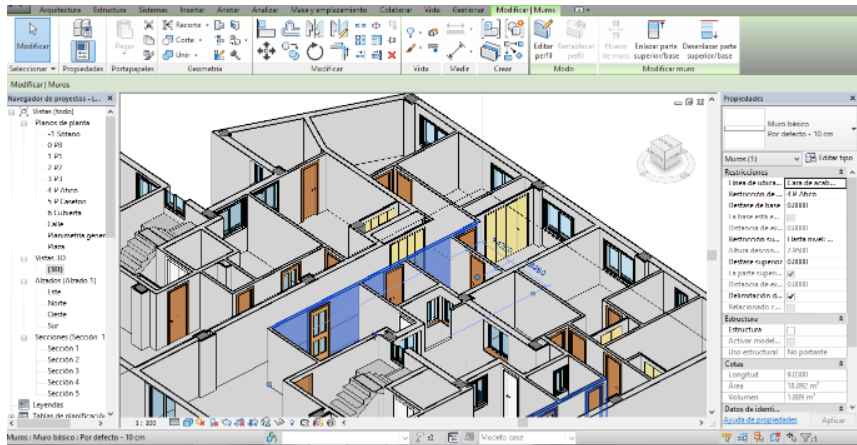 Arquitectura Estructura Sistemas Insertar Anotar Analizar Masa y emplazamiento Colaborar Vista Gestionar Modificar | Muros
Modificar
Pegar
Recorte
Corte
Unir
Editar perfil
Restablecer perfil
Hueco de muro
Enlazar parte superior/base
Desenlazar parte superior/base
Seleccionar Propiedades Portapapeles Geometría Modificar Vista Medir Crear Modo Modificar muro
Modificar | Muros
Navegador de proyectos - L...
Vistas (todo)
Planos de planta
-1 Sótano
0 PB
1 P1
2 P2
3 P3
4 P Ático
5 P Caseton
6 Cubierta
Calle
Planimetría gener
Plaza
Vistas 3D
{3D}
Alzados (Alzado 1)
Este
Norte
Oeste
Sur
Secciones (Sección 1
Sección 1
Sección 2
Sección 3
Sección 4
Sección 5
Leyendas
Tablas de planificación
Propiedades
Muro básico
Por defecto - 10 cm
Muros (1) Editar tipo
Restricciones
Línea de ubica... Cara de acab...
Restricción de ... 4 P Ático
Desfase de base 0.0000
La base está e...
Distancia de ex... 0.0000
Restricción su... Hasta nivel: ...
Altura descon... 2.9500
Desfase superior 0.0000
La parte superi...
Distancia de ex... 0.0000
Delimitación d...
Relacionado c...
Estructura
Estructura
Activar model...
Uso estructural No portante
Cotas
Longitud 9.0300
Área 18.892 m²
Volumen 1.889 m³
Datos de identi...
Ayuda de propiedades Aplicar
1 : 100
Muros : Muro básico : Por defecto - 10 cm
:0
Modelo base
:1